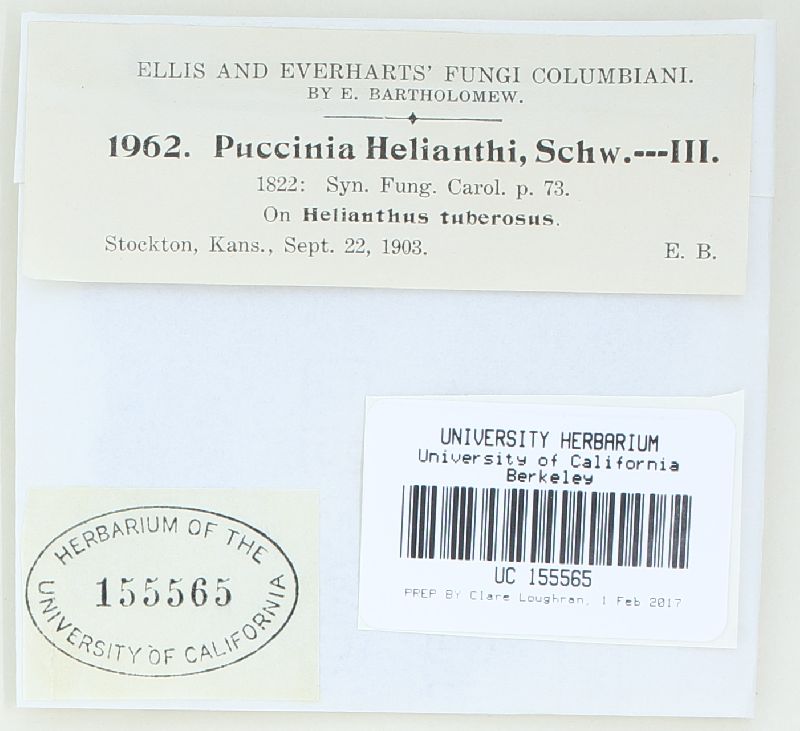 ELLIS AND EVERHARTS' FUNGI COLUMBIANI.
BY E. BARTHOLOMEW.
1962. Puccinia Helianthi, Schw.---III.
1822: Syn. Fung. Carol. p. 73.
On Helianthus tuberosus.
Stockton, Kans., Sept. 22, 1903. E. B.
UNIVERSITY HERBARIUM
University of California
Berkeley
UC 155565
PREP BY Clare Loughran, 1 Feb 2017
HERBARIUM OF THE
155565
UNIVERSITY OF CALIFORNIA